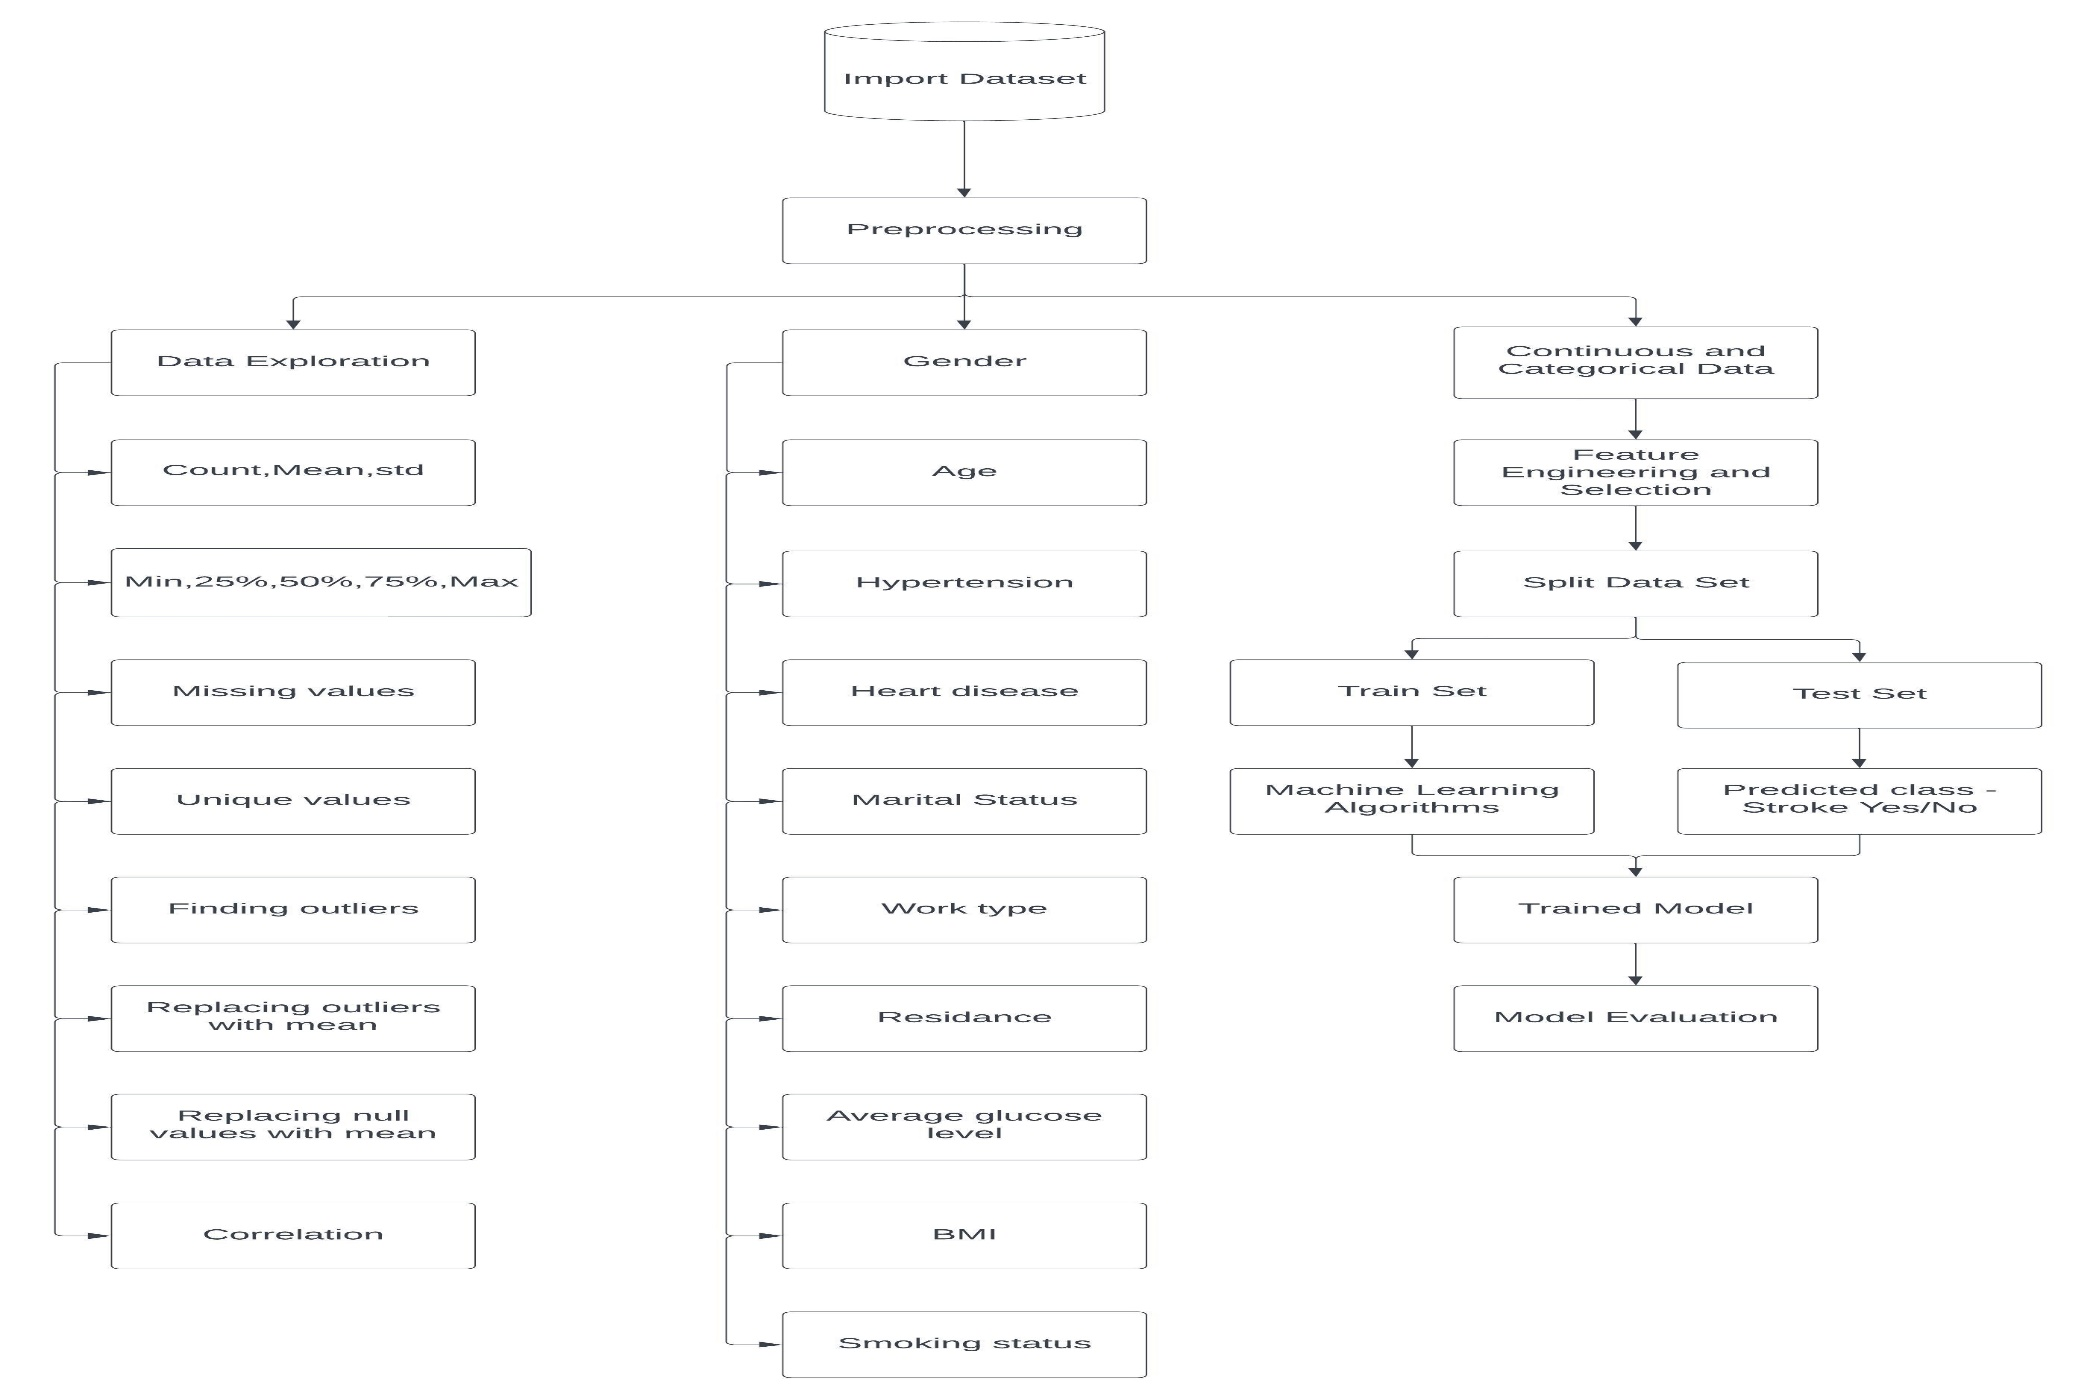 Import Dataset
Preprocessing
Data Exploration
Count,Mean,std
Min,25%,50%,75%,Max
Missing values
Unique values
Finding outliers
Replacing outliers
with mean
Replacing null
values with mean
Correlation
Gender
Age
Hypertension
Heart disease
Marital Status
Work type
Residance
Average glucose
level
BMI
Smoking status
Continuous and
Categorical Data
Feature
Engineering and
Selection
Split Data Set
Train Set
Test Set
Machine Learning
Algorithms
Predicted class -
Stroke Yes/No
Trained Model
Model Evaluation